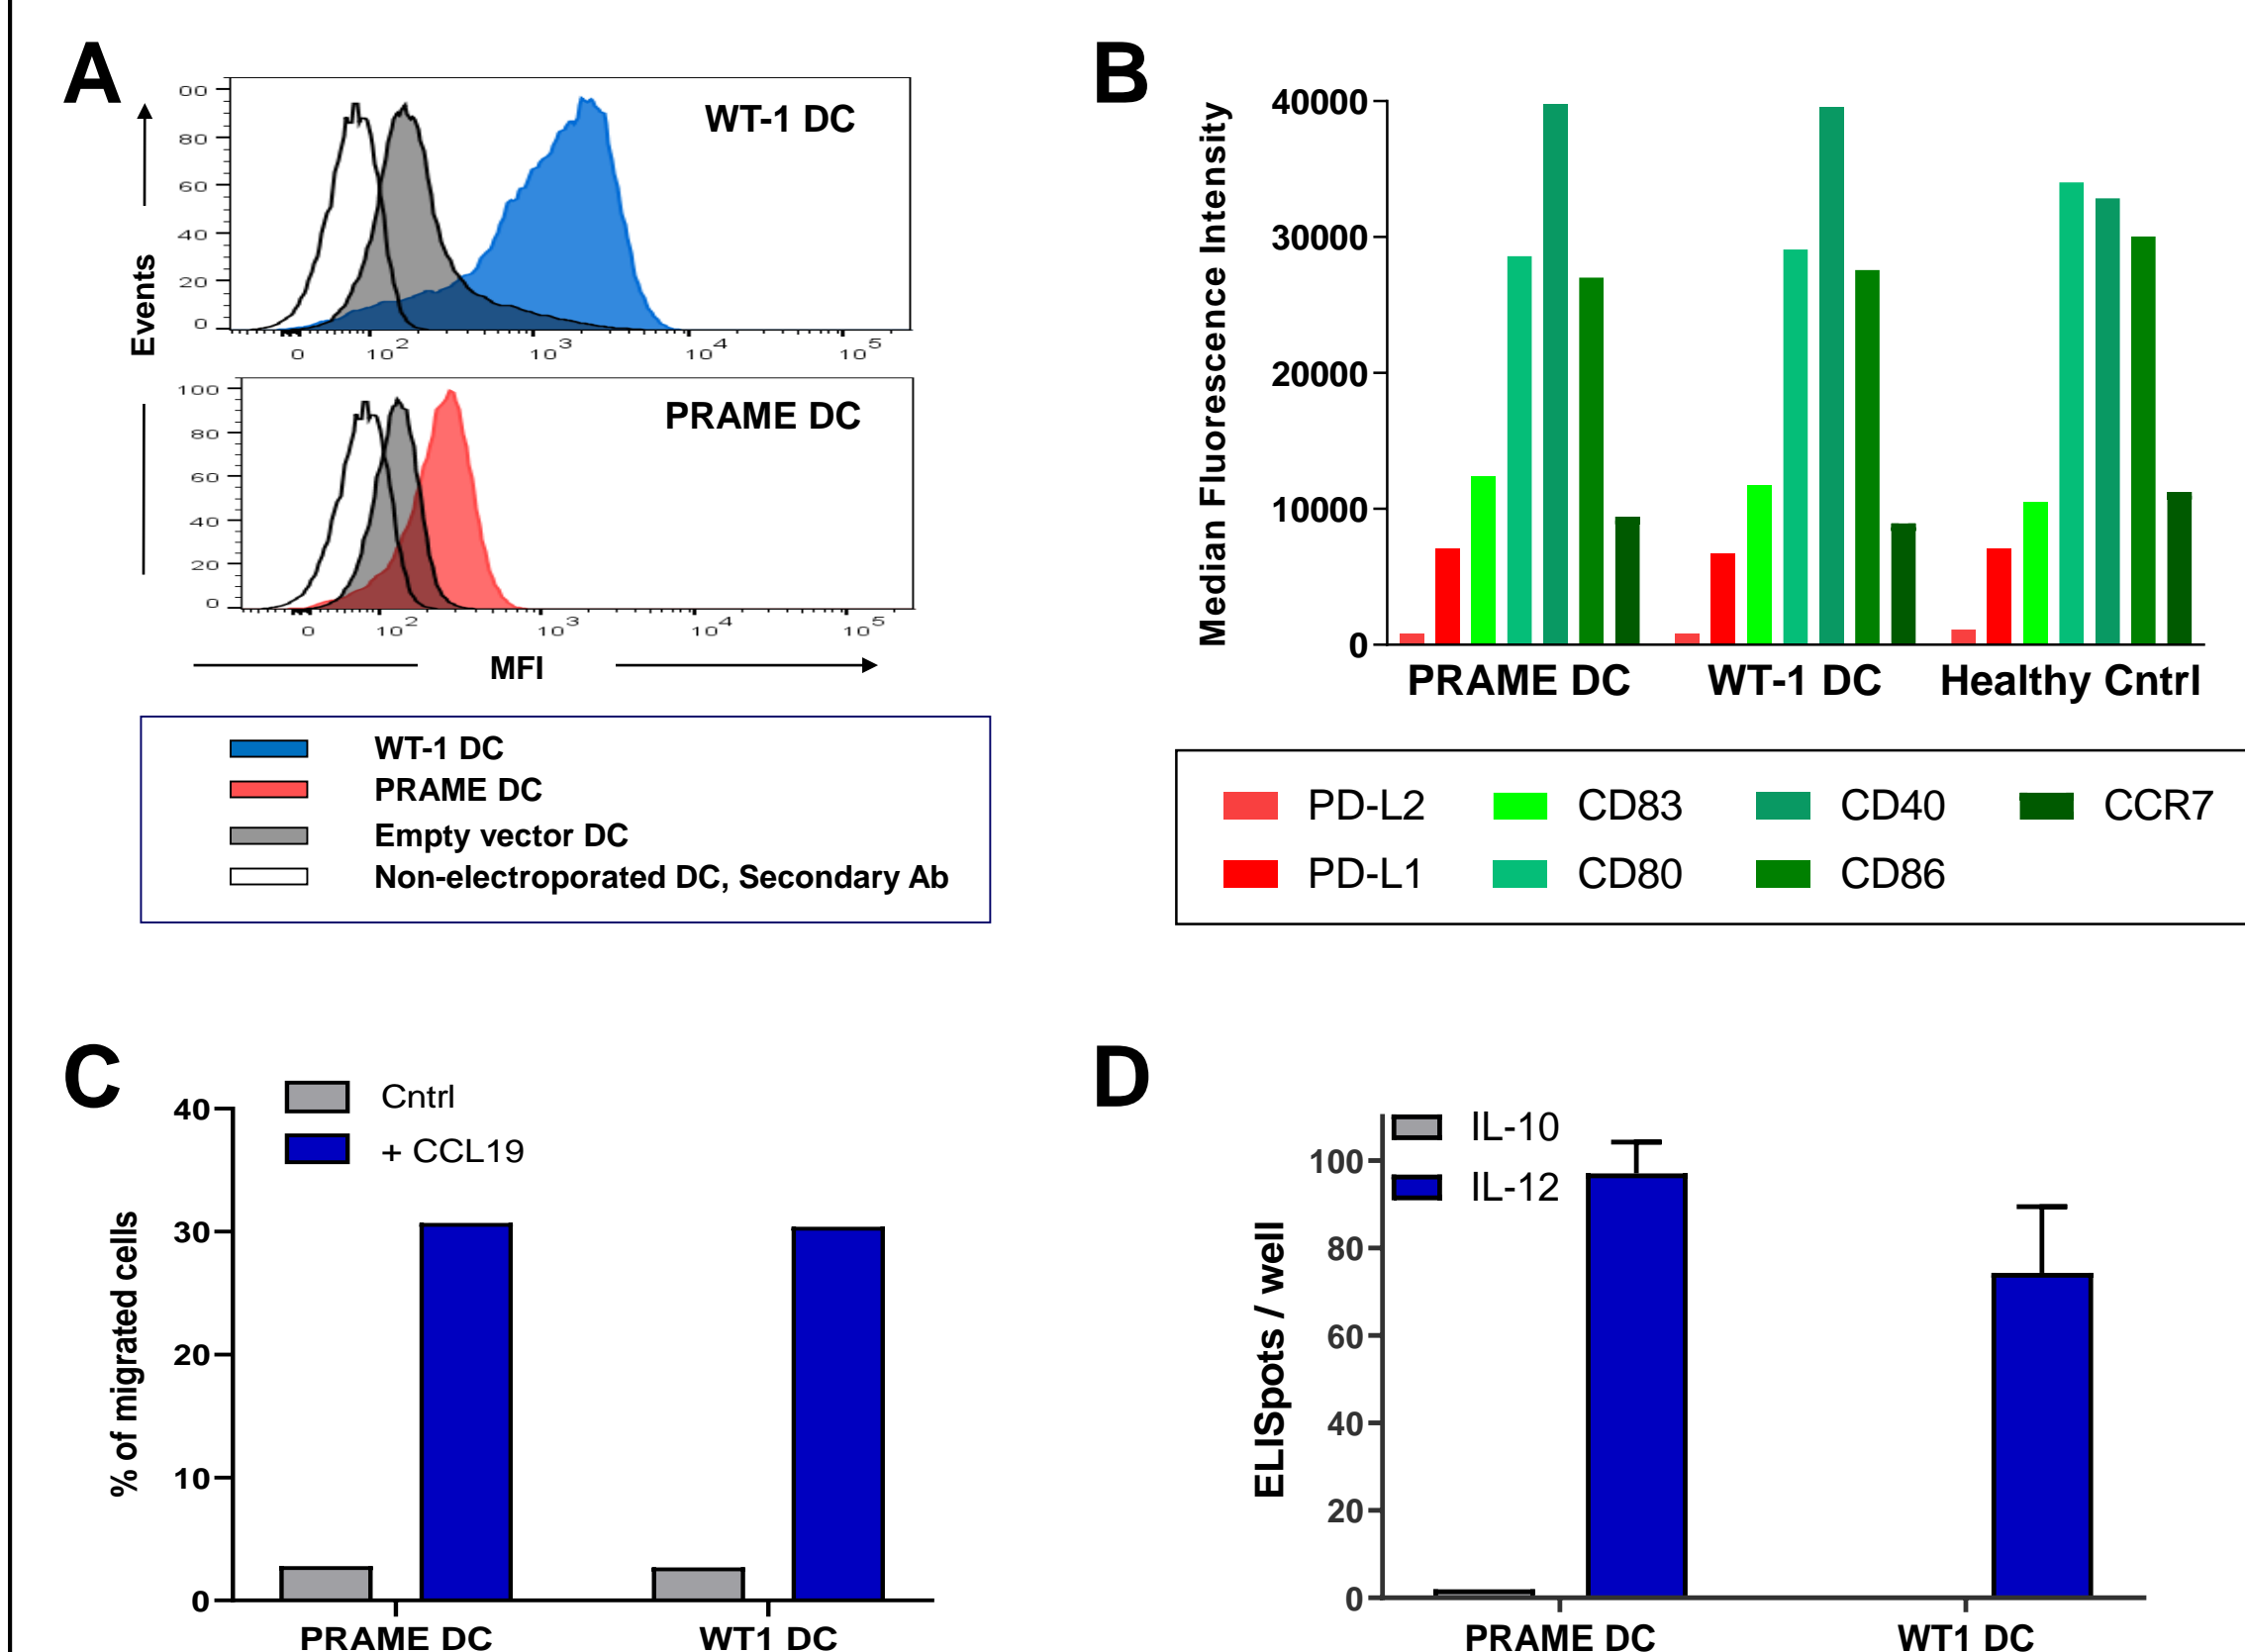 A
WT-1 DC
00
80
60
40
20
0
0 10^2 10^3 10^4 10^5
Events
PRAME DC
100
80
60
40
20
0
0 10^2 10^3 10^4 10^5
MFI
WT-1 DC
PRAME DC
Empty vector DC
Non-electroporated DC, Secondary Ab
B
Median Fluorescence Intensity
40000
30000
20000
10000
0
PRAME DC WT-1 DC Healthy Cntrl
PD-L2 CD83 CD40 CCR7
PD-L1 CD80 CD86
C
Cntrl
+ CCL19
% of migrated cells
40
30
20
10
0
PRAME DC WT1 DC
D
IL-10
IL-12
ELISpots / well
100
80
60
40
20
0
PRAME DC WT1 DC